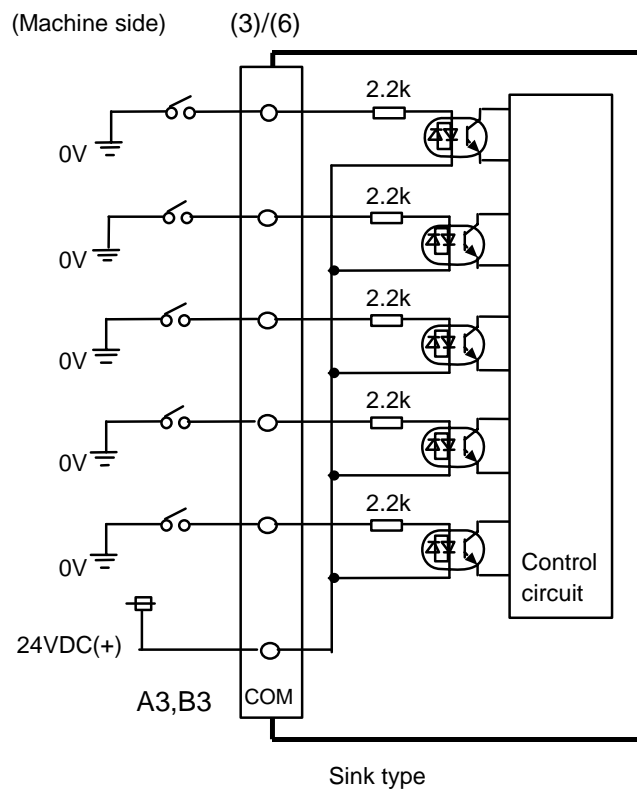 (Machine side) (3)/(6)
2.2k
0V
2.2k
0V
2.2k
0V
2.2k
0V
2.2k
0V
Control
circuit
24VDC(+)
A3,B3
COM
Sink type